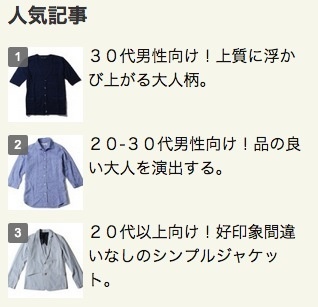 人気記事
1
３０代男性向け！上質に浮か
び上がる大人柄。
2
２０-３０代男性向け！品の良
い大人を演出する。
3
２０代以上向け！好印象間違
いなしのシンプルジャケッ
ト。